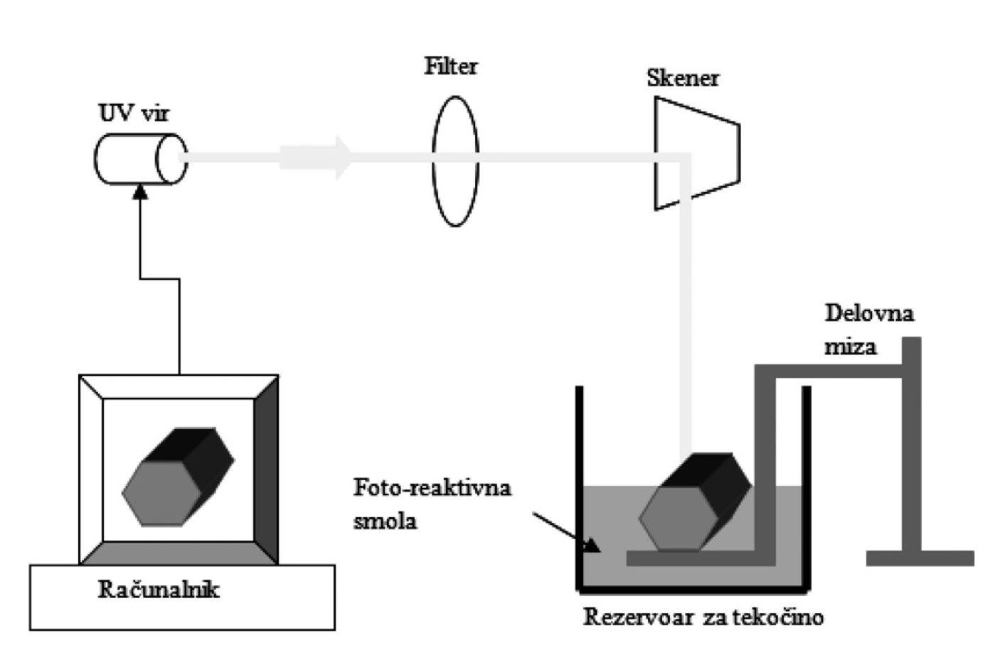 Filter
Skener
UV vir
Delovna
miza
Foto-reaktivna
smola
Računalnik
Rezervoar za tekočino